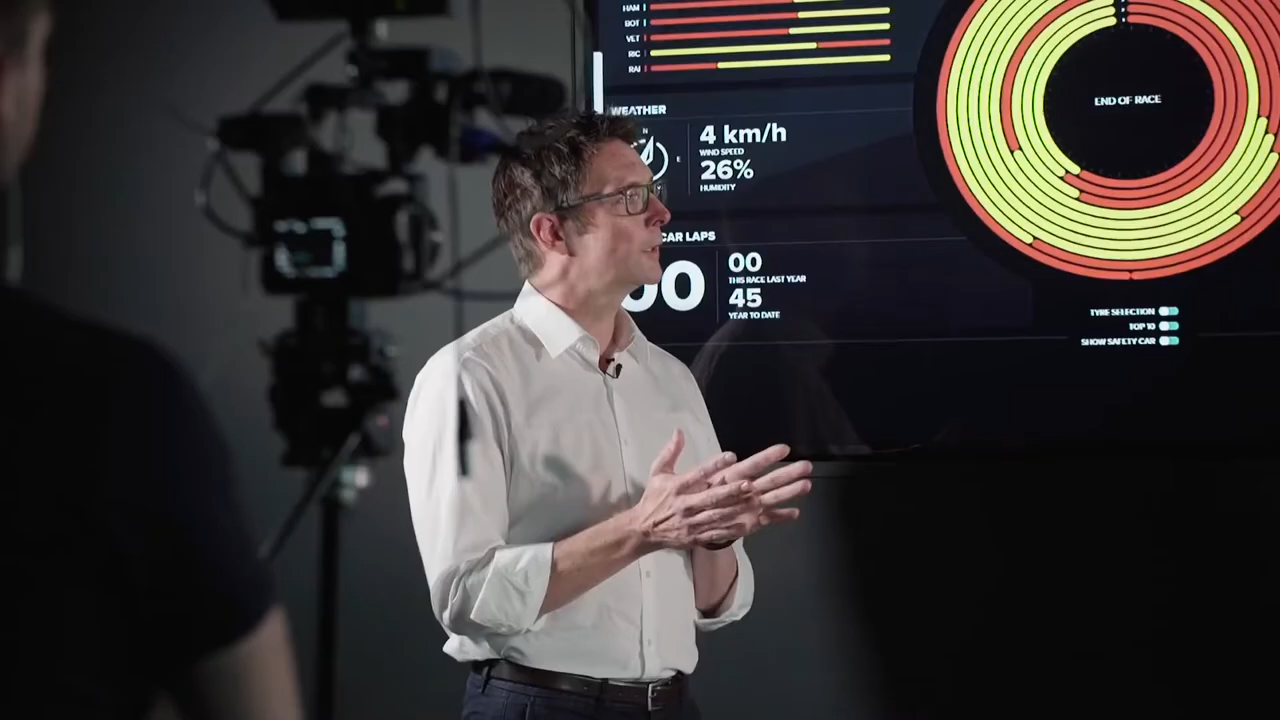 HAM
BOT
VET
RIC
RAI
END OF RACE
WEATHER
N
E
4 km/h
WIND SPEED
26%
HUMIDITY
CAR LAPS
00
00
THIS RACE LAST YEAR
45
YEAR TO DATE
TYRE SELECTION
TOP 10
SHOW SAFETY CAR